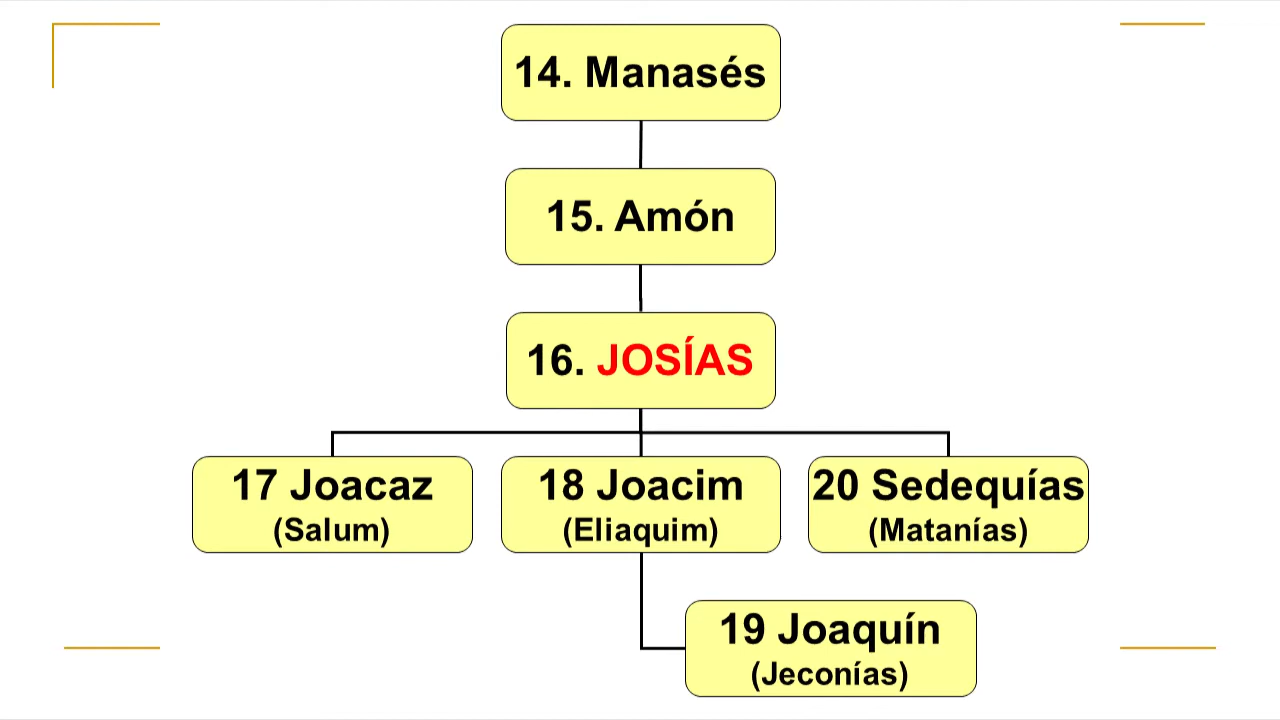 14. Manasés
15. Amón
16. JOSÍAS
17 Joacaz
(Salum)
18 Joacim
(Eliaquim)
20 Sedequías
(Matanías)
19 Joaquín
(Jeconías)